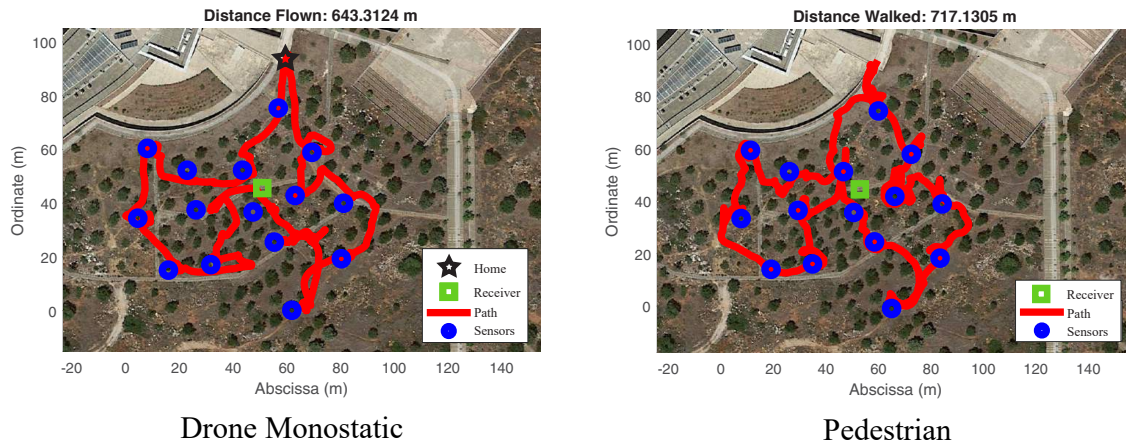 Distance Flown: 643.3124 m
100
80
60
40
20
0
Ordinate (m)
-20 0 20 40 60 80 100 120 140
Abscissa (m)
Home
Receiver
Path
Sensors
Drone Monostatic
Distance Walked: 717.1305 m
100
80
60
40
20
0
Ordinate (m)
-20 0 20 40 60 80 100 120 140
Abscissa (m)
Receiver
Path
Sensors
Pedestrian